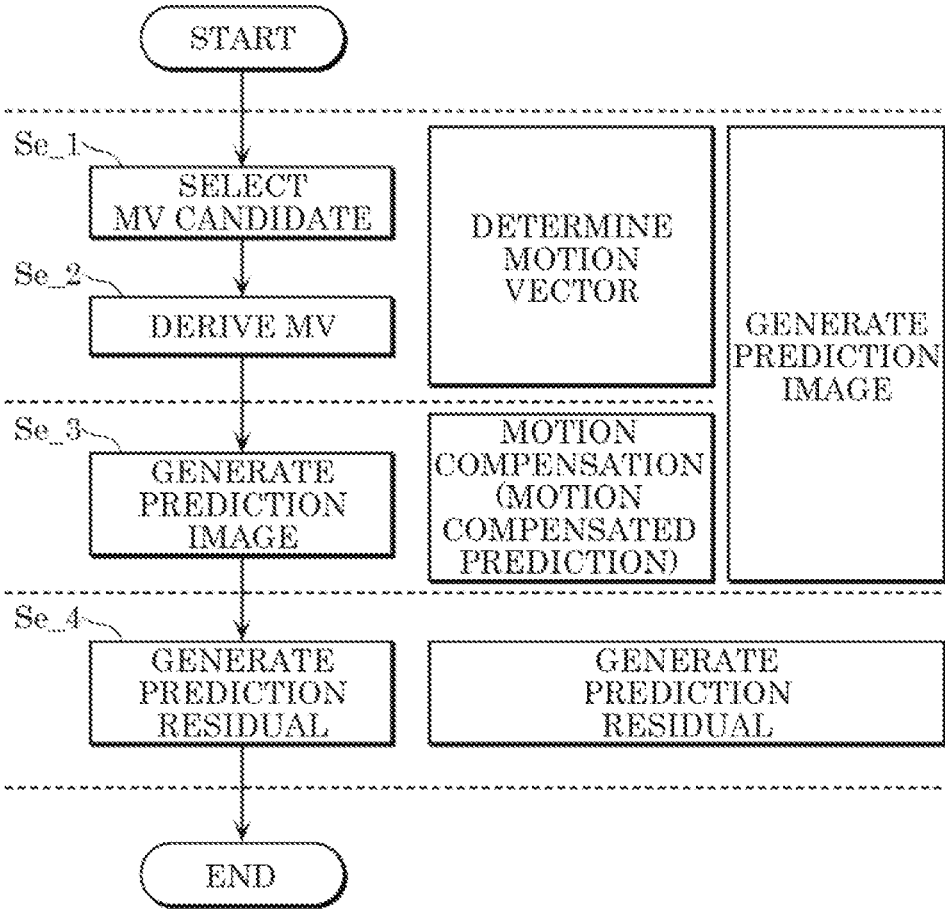 START
Se_1
SELECT
MV CANDIDATE
Se_2
DERIVE MV
DETERMINE
MOTION
VECTOR
GENERATE
PREDICTION
IMAGE
Se_3
GENERATE
PREDICTION
IMAGE
MOTION
COMPENSATION
(MOTION
COMPENSATED
PREDICTION)
Se_4
GENERATE
PREDICTION
RESIDUAL
GENERATE
PREDICTION
RESIDUAL
END